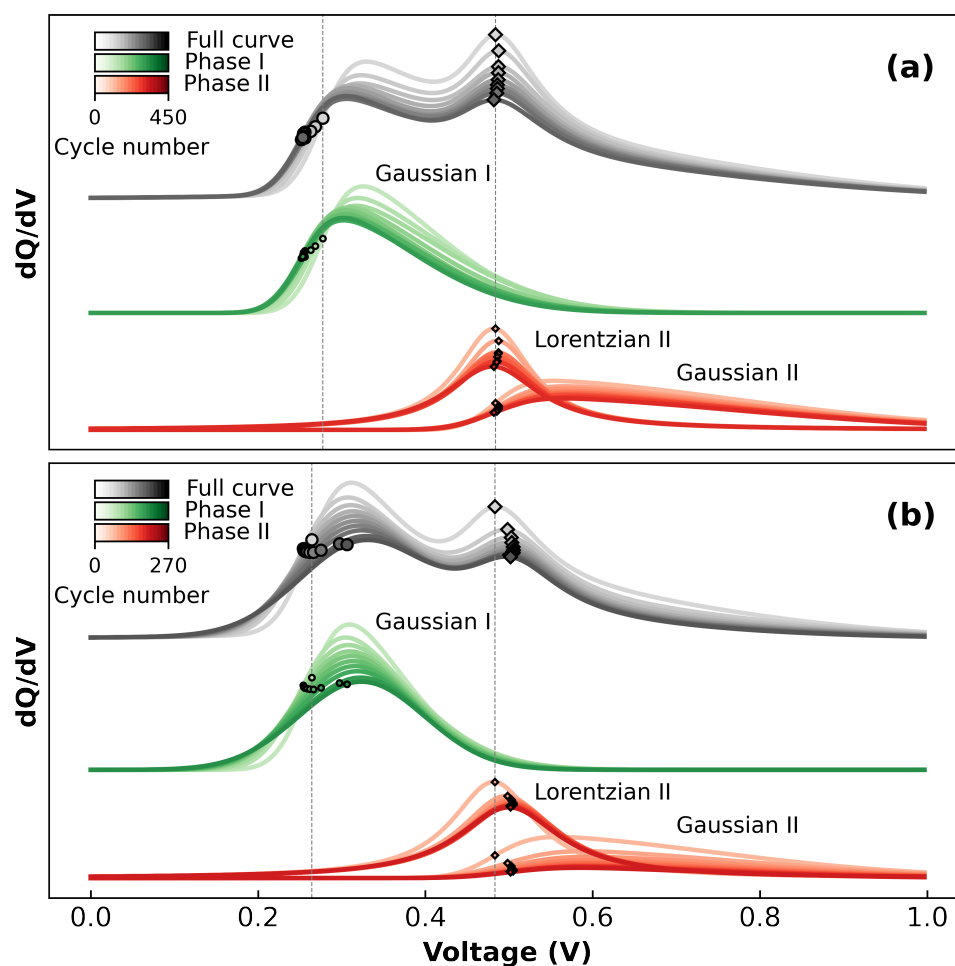 Full curve
Phase I
Phase II
0 450
Cycle number
(a)
Gaussian I
Lorentzian II
Gaussian II
dQ/dV
Full curve
Phase I
Phase II
0 270
Cycle number
(b)
Gaussian I
Lorentzian II
Gaussian II
dQ/dV
0.0 0.2 0.4 0.6 0.8 1.0
Voltage (V)